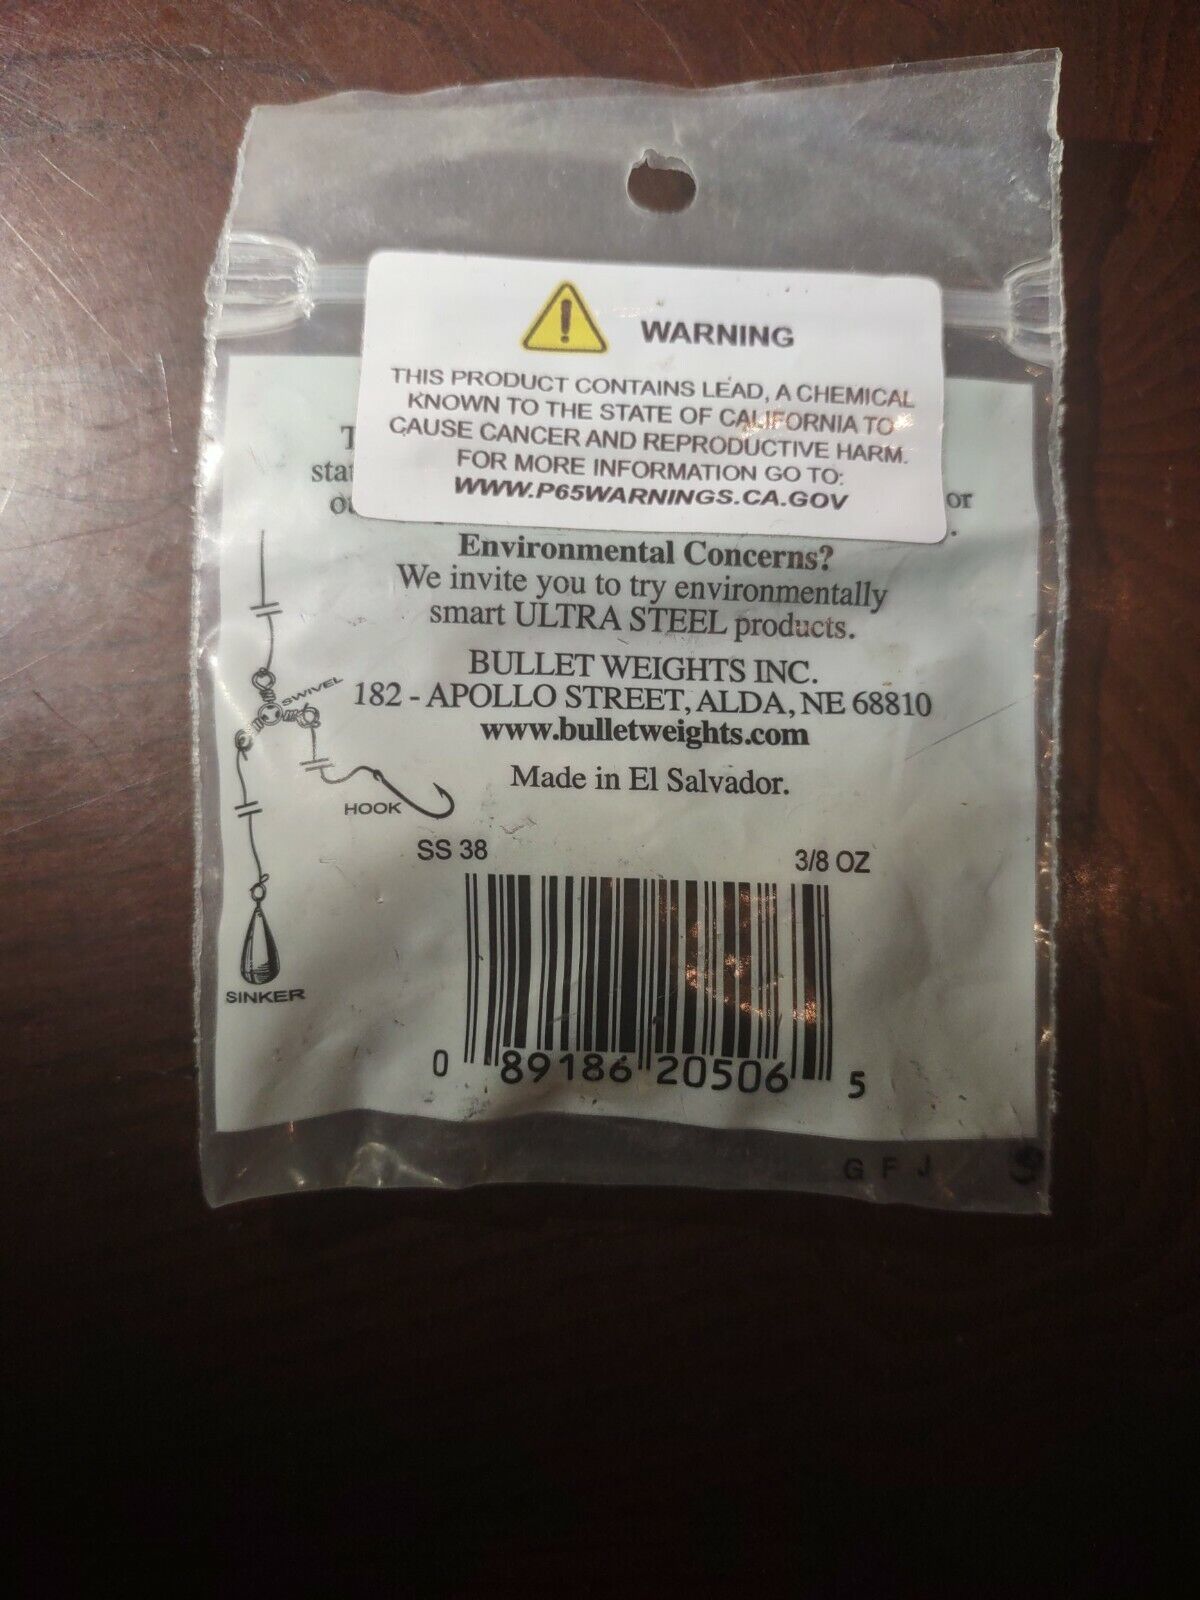 WARNING
THIS PRODUCT CONTAINS LEAD, A CHEMICAL
KNOWN TO THE STATE OF CALIFORNIA TO
CAUSE CANCER AND REPRODUCTIVE HARM.
FOR MORE INFORMATION GO TO:
WWW.P65WARNINGS.CA.GOV
or
Environmental Concerns?
We invite you to try environmentally
smart ULTRA STEEL products.
BULLET WEIGHTS INC.
182 - APOLLO STREET, ALDA, NE 68810
www.bulletweights.com
Made in El Salvador.
SWIVEL
HOOK
SINKER
SS 38 3/8 OZ
0 89186 20506 5
G F J